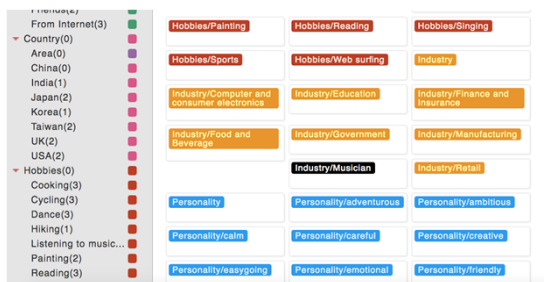 Friends(2)
From Internet(3)
Country(0)
Area(0)
China(0)
India(1)
Japan(2)
Korea(1)
Taiwan(2)
UK(2)
USA(2)
Hobbies(0)
Cooking(3)
Cycling(3)
Dance(3)
Hiking(1)
Listening to music...
Painting(2)
Reading(3)
Hobbies/Painting
Hobbies/Reading
Hobbies/Singing
Hobbies/Sports
Hobbies/Web surfing
Industry
Industry/Computer and
consumer electronics
Industry/Education
Industry/Finance and
Insurance
Industry/Food and
Beverage
Industry/Government
Industry/Manufacturing
Industry/Musician
Industry/Retail
Personality
Personality/adventurous
Personality/ambitious
Personality/calm
Personality/careful
Personality/creative
Personality/easygoing
Personality/emotional
Personality/friendly